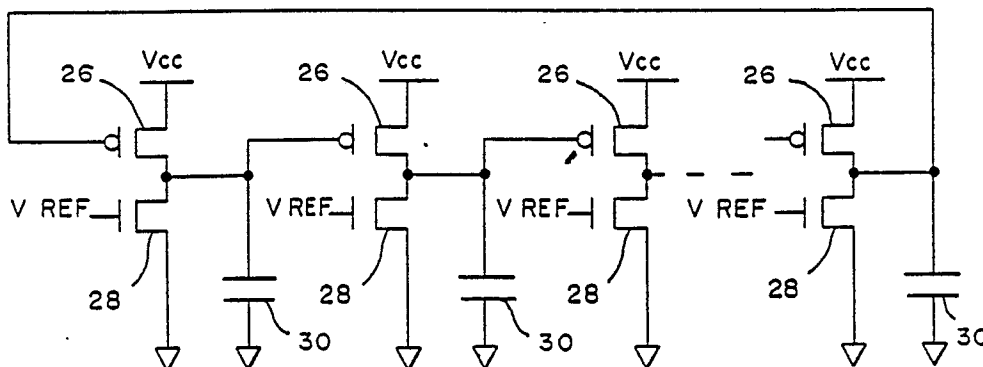 Vcc Vcc Vcc Vcc
26 26 26 26
V REF V REF V REF V REF
28 28 28 28
30 30 30